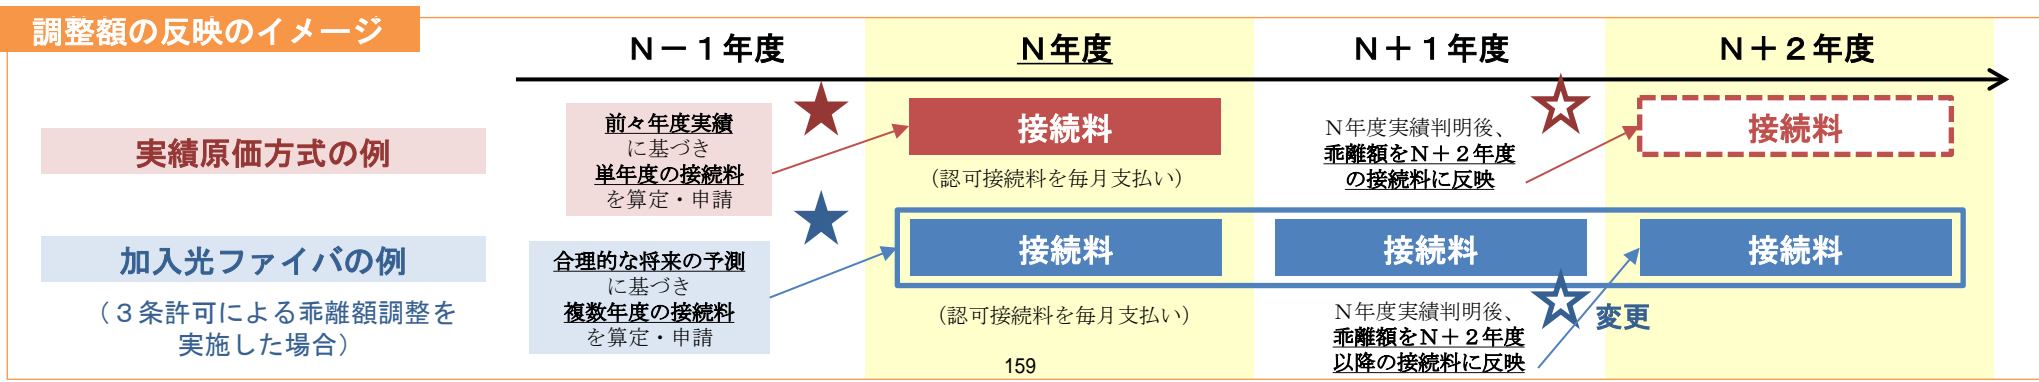 調整額の反映のイメージ
N－1年度
N年度
N＋1年度
N＋2年度
実績原価方式の例
前々年度実績
に基づき
単年度の接続料
を算定・申請
接続料
（認可接続料を毎月支払い）
N年度実績判明後、
乖離額をN＋2年度
の接続料に反映
接続料
加入光ファイバの例
（３条許可による乖離額調整を
実施した場合）
合理的な将来の予測
に基づき
複数年度の接続料
を算定・申請
接続料
接続料
接続料
（認可接続料を毎月支払い）
N年度実績判明後、
乖離額をN＋2年度
以降の接続料に反映
変更
159